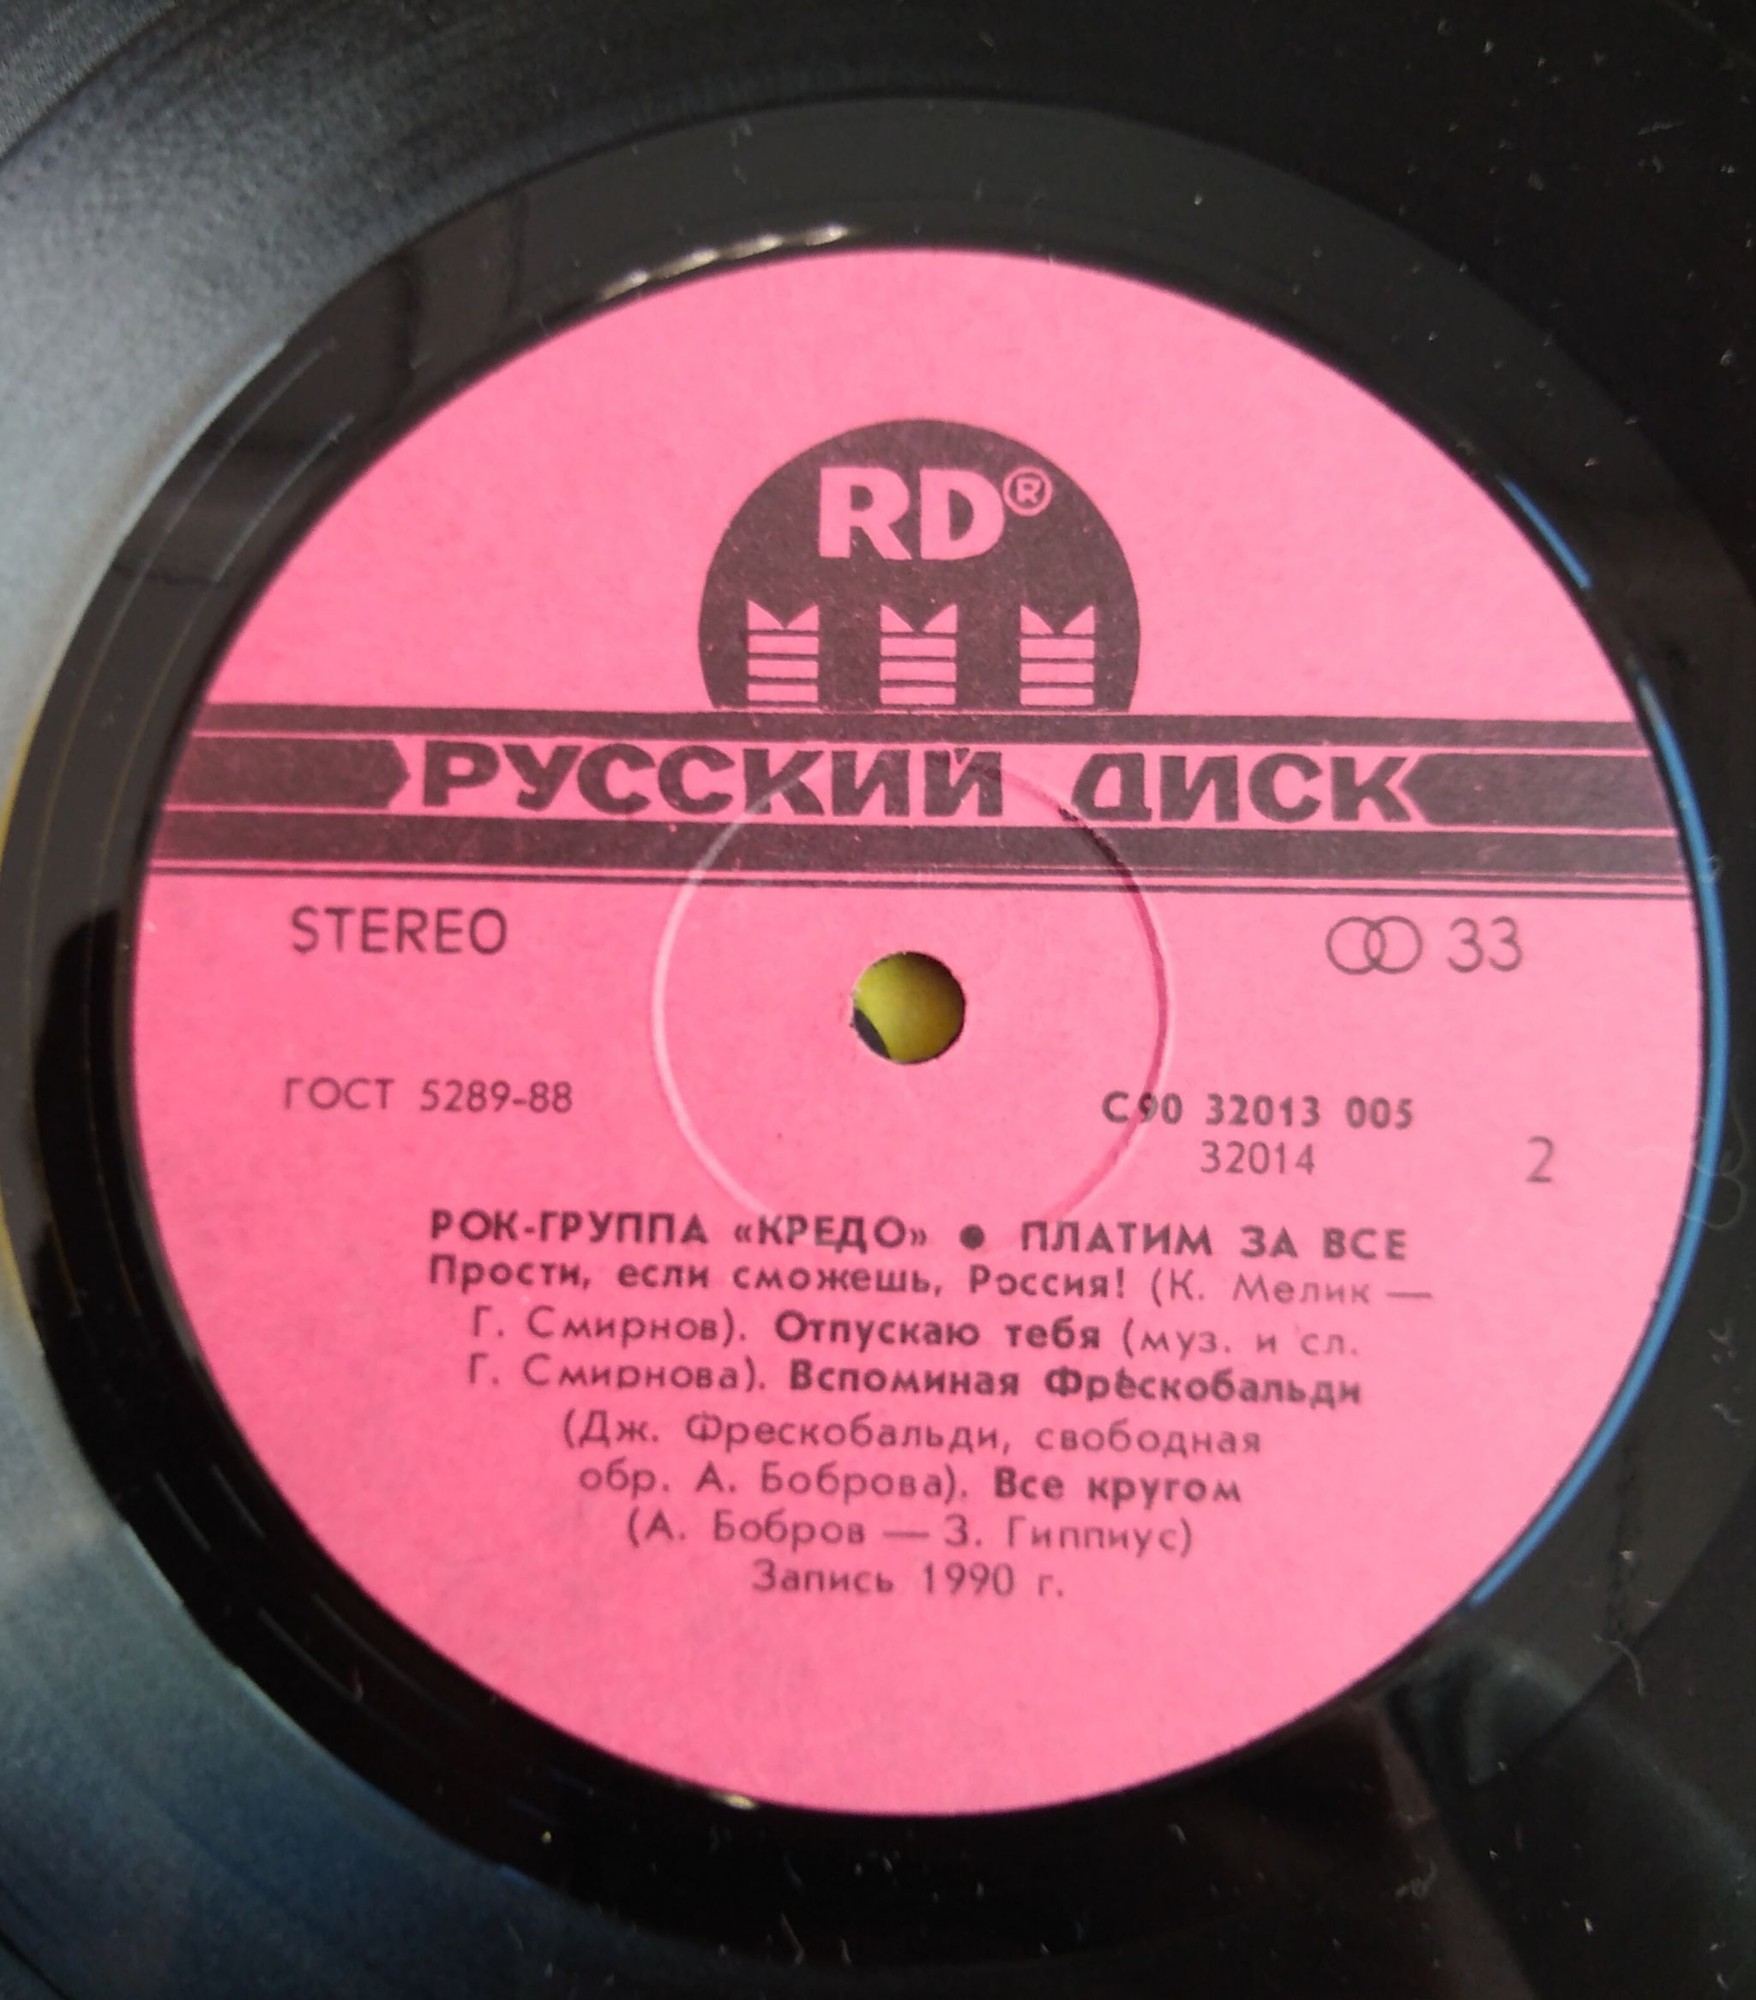 RD®
РУССКИЙ ДИСК
STEREO
33
ГОСТ 5289-88
С90 32013 005
32014
2
РОК-ГРУППА «КРЕДО» ● ПЛАТИМ ЗА ВСЕ
Прости, если сможешь, Россия! (К. Мелик —
Г. Смирнов). Отпускаю тебя (муз. и сл.
Г. Смирнова). Вспоминая Фрескобальди
(Дж. Фрескобальди, свободная
обр. А. Боброва). Все кругом
(А. Бобров — З. Гиппиус)
Запись 1990 г.